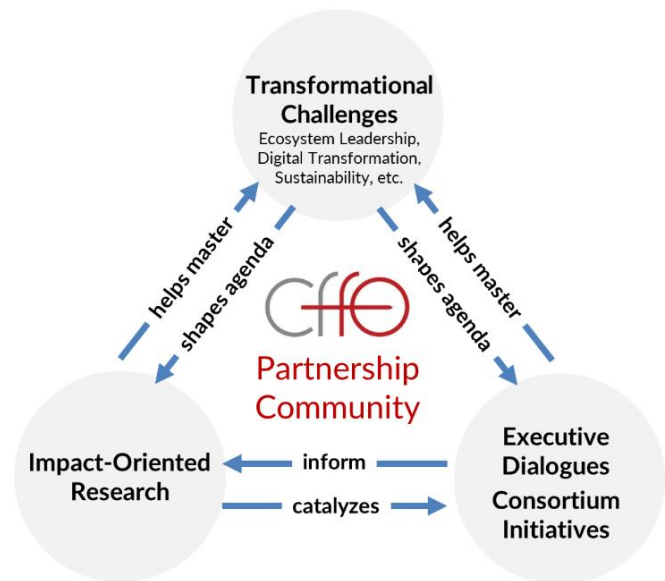 Transformational
Challenges
Ecosystem Leadership,
Digital Transformation,
Sustainability, etc.
helps master
shapes agenda
shapes agenda
helps master
cffo
Partnership
Community
Impact-Oriented
Research
inform
catalyzes
Executive
Dialogues
Consortium
Initiatives